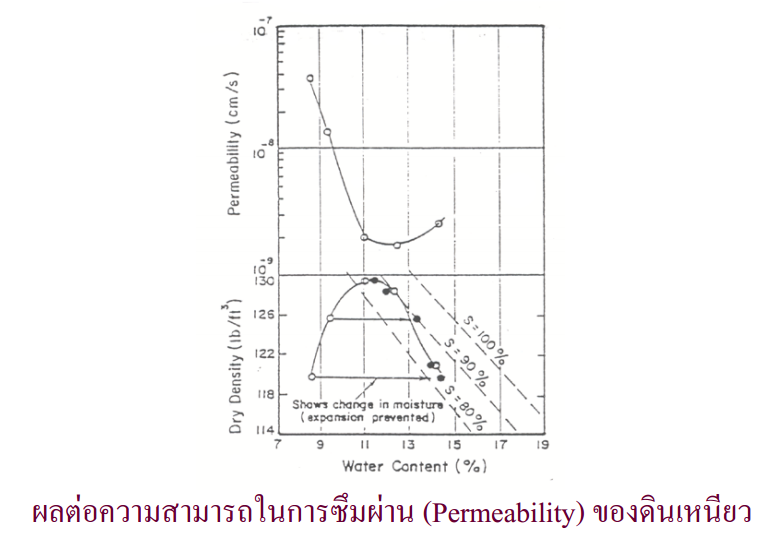 10⁻⁷
10⁻⁸
10⁻⁹
Permeability (cm/s)
130
126
122
118
114
Dry Density (lb/ft³)
S = 100 %
S = 90 %
S = 80 %
Shows change in moisture
(expansion prevented)
7 9 11 13 15 17 19
Water Content (%)
ผลต่อความสามารถในการซึมผ่าน (Permeability) ของดินเหนียว